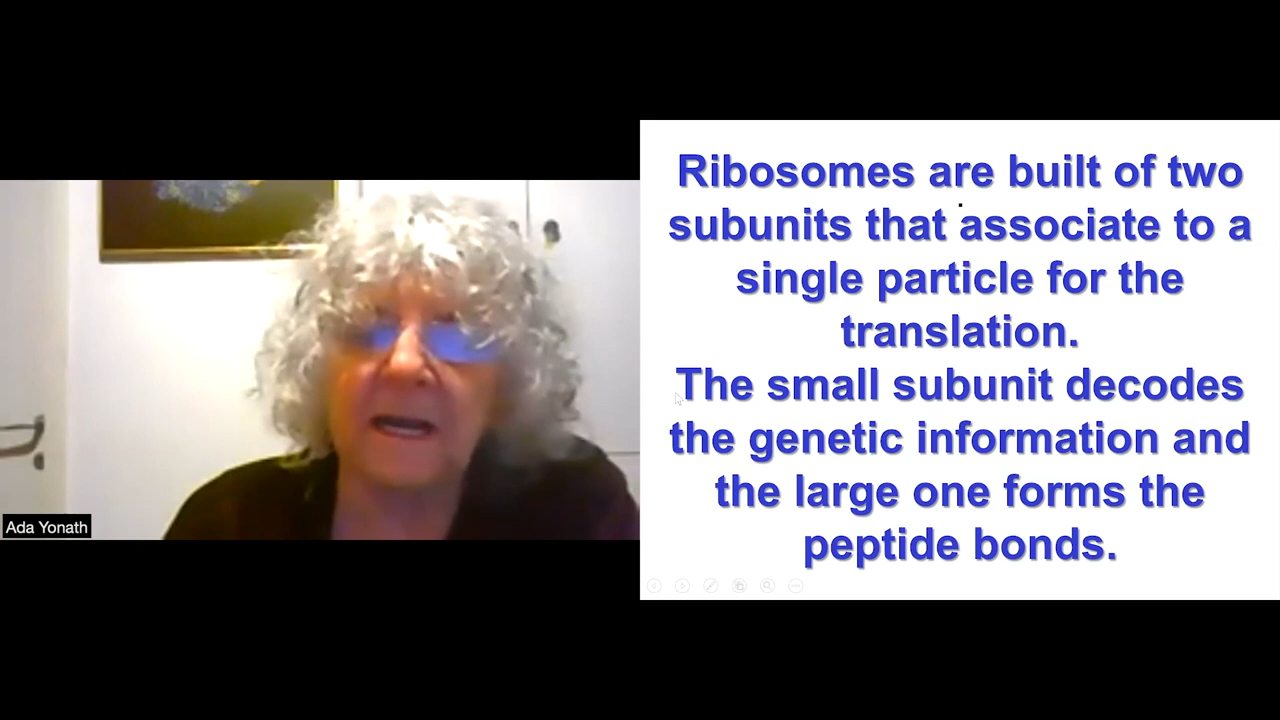 Ribosomes are built of two
subunits that associate to a
single particle for the
translation.
The small subunit decodes
the genetic information and
the large one forms the
peptide bonds.
Ada Yonath